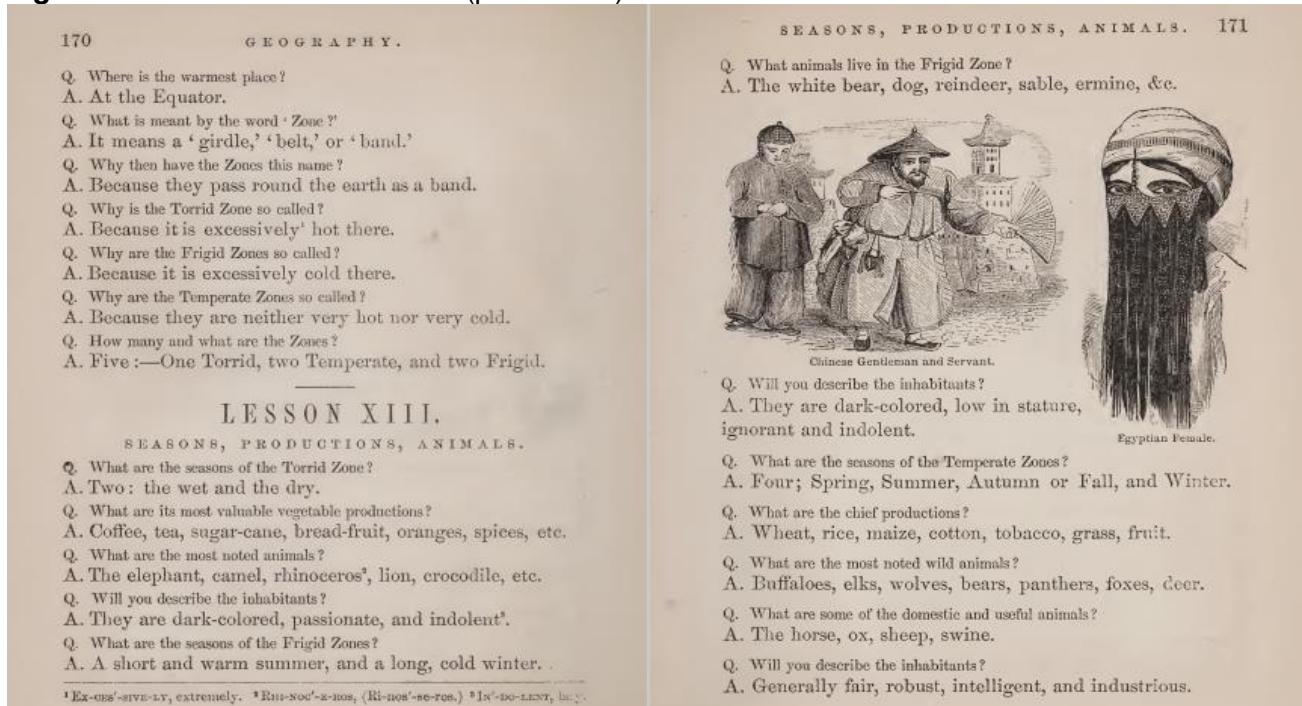 170 GEOGRAPHY.
Q. Where is the warmest place?
A. At the Equator.
Q. What is meant by the word ‘Zone?’
A. It means a ‘girdle,’ ‘belt,’ or ‘band.’
Q. Why then have the Zones this name?
A. Because they pass round the earth as a band.
Q. Why is the Torrid Zone so called?
A. Because it is excessively¹ hot there.
Q. Why are the Frigid Zones so called?
A. Because it is excessively cold there.
Q. Why are the Temperate Zones so called?
A. Because they are neither very hot nor very cold.
Q. How many and what are the Zones?
A. Five:—One Torrid, two Temperate, and two Frigid.
LESSON XIII.
SEASONS, PRODUCTIONS, ANIMALS.
Q. What are the seasons of the Torrid Zone?
A. Two: the wet and the dry.
Q. What are its most valuable vegetable productions?
A. Coffee, tea, sugar-cane, bread-fruit, oranges, spices, etc.
Q. What are the most noted animals?
A. The elephant, camel, rhinoceros², lion, crocodile, etc.
Q. Will you describe the inhabitants?
A. They are dark-colored, passionate, and indolent³.
Q. What are the seasons of the Frigid Zones?
A. A short and warm summer, and a long, cold winter.
¹ EX-CES′-SIVE-LY, extremely. ² RHI-NOC′-E-ROS, (Ri-nos′-se-ros.) ³ IN′-DO-LENT,
SEASONS, PRODUCTIONS, ANIMALS. 171
Q. What animals live in the Frigid Zone?
A. The white bear, dog, reindeer, sable, ermine, &c.
Chinese Gentleman and Servant.
Egyptian Female.
Q. Will you describe the inhabitants?
A. They are dark-colored, low in stature,
ignorant and indolent.
Q. What are the seasons of the Temperate Zones?
A. Four; Spring, Summer, Autumn or Fall, and Winter.
Q. What are the chief productions?
A. Wheat, rice, maize, cotton, tobacco, grass, fruit.
Q. What are the most noted wild animals?
A. Buffaloes, elks, wolves, bears, panthers, foxes, deer.
Q. What are some of the domestic and useful animals?
A. The horse, ox, sheep, swine.
Q. Will you describe the inhabitants?
A. Generally fair, robust, intelligent, and industrious.